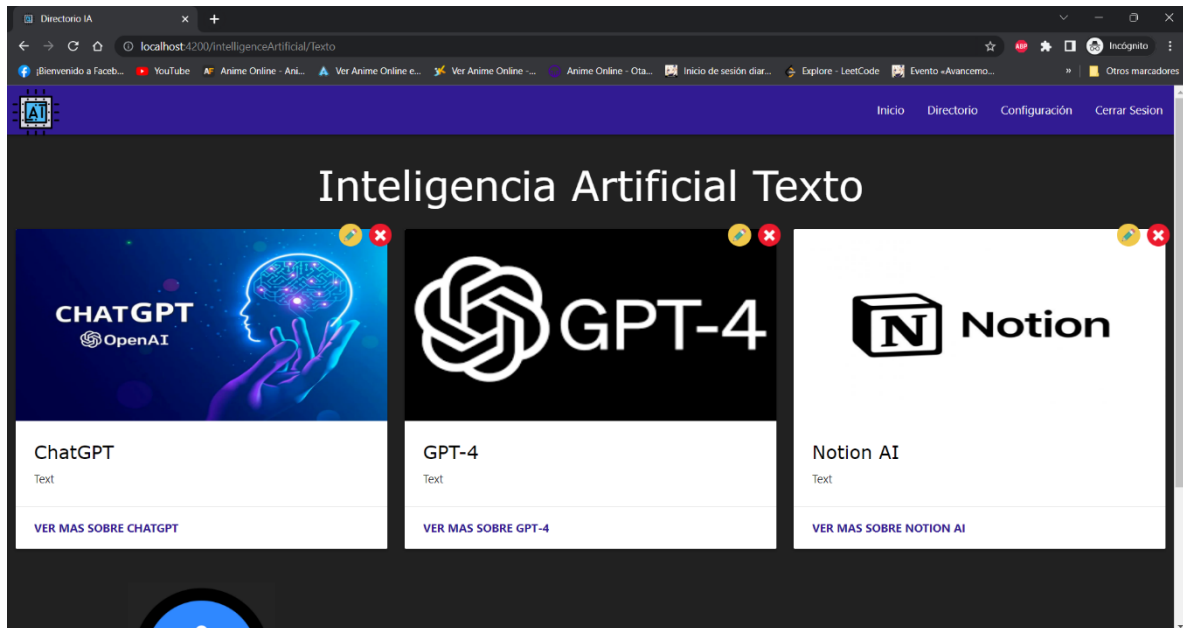 Directorio IA
localhost:4200/intelligenceArtificial/Texto
ABP
Incógnito
¡Bienvenido a Faceb... YouTube AF Anime Online - Ani... Ver Anime Online e... Ver Anime Online -... Anime Online - Ota... Inicio de sesión diar... Explore - LeetCode Evento «Avancemo... » Otros marcadores
AI
Inicio Directorio Configuración Cerrar Sesion
Inteligencia Artificial Texto
CHATGPT
OpenAI
GPT-4
N Notion
ChatGPT
Text
VER MAS SOBRE CHATGPT
GPT-4
Text
VER MAS SOBRE GPT-4
Notion AI
Text
VER MAS SOBRE NOTION AI